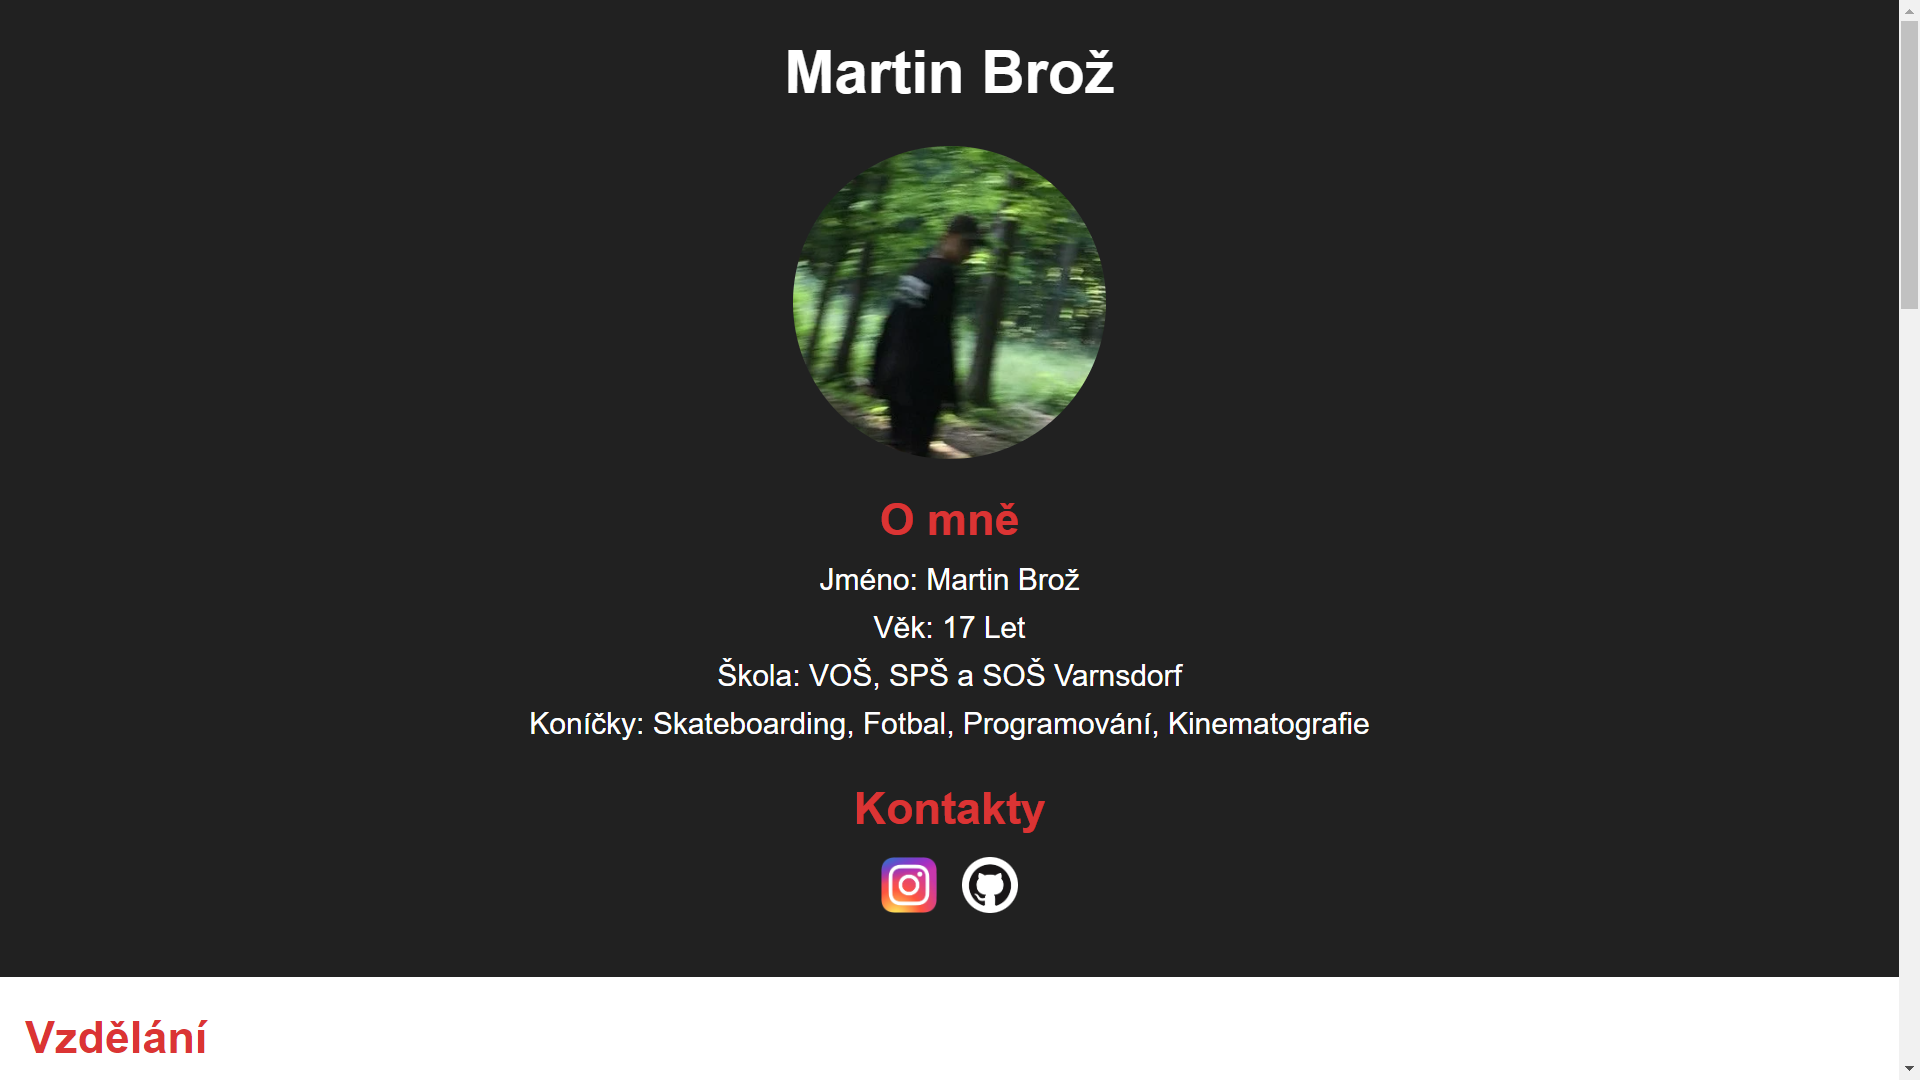 Martin Brož
O mně
Jméno: Martin Brož
Věk: 17 Let
Škola: VOŠ, SPŠ a SOŠ Varnsdorf
Koníčky: Skateboarding, Fotbal, Programování, Kinematografie
Kontakty
Vzdělání